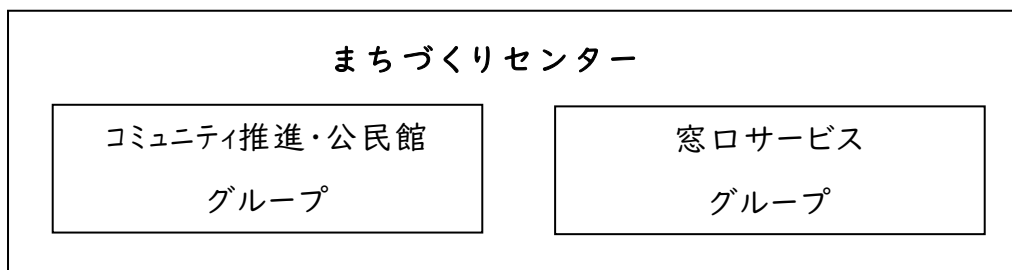 まちづくりセンター
コミュニティ推進・公民館
グループ
窓口サービス
グループ